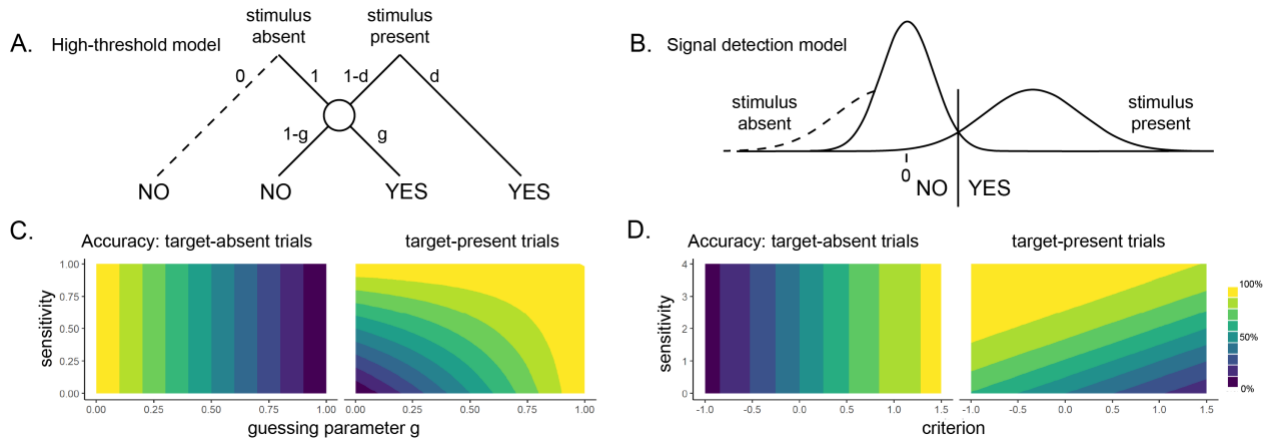 A. High-threshold model
stimulus
absent
stimulus
present
0
1
1-d
d
1-g
g
NO
NO
YES
YES
B. Signal detection model
stimulus
absent
stimulus
present
0
NO
YES
C. Accuracy: target-absent trials
target-present trials
sensitivity
1.00
0.75
0.50
0.25
0.00
0.00 0.25 0.50 0.75 1.00
0.00 0.25 0.50 0.75 1.00
guessing parameter g
D. Accuracy: target-absent trials
target-present trials
sensitivity
4
3
2
1
0
-1.0 -0.5 0.0 0.5 1.0 1.5
-1.0 -0.5 0.0 0.5 1.0 1.5
criterion
100%
50%
0%